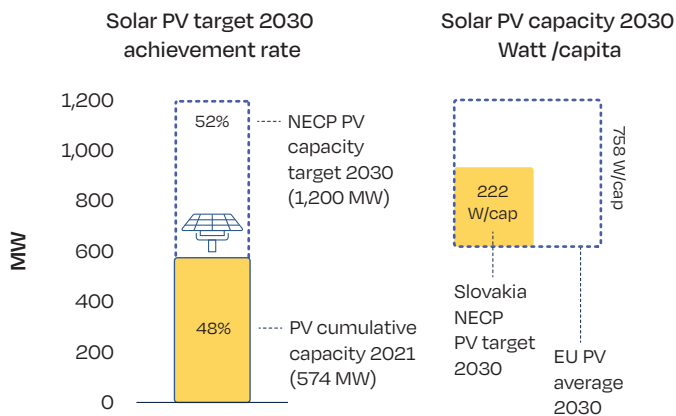 Solar PV target 2030
achievement rate
MW
1,200
1,000
800
600
400
200
0
52%
48%
NECP PV
capacity
target 2030
(1,200 MW)
PV cumulative
capacity 2021
(574 MW)
Solar PV capacity 2030
Watt /capita
222
W/cap
758 W/cap
Slovakia
NECP
PV target
2030
EU PV
average
2030